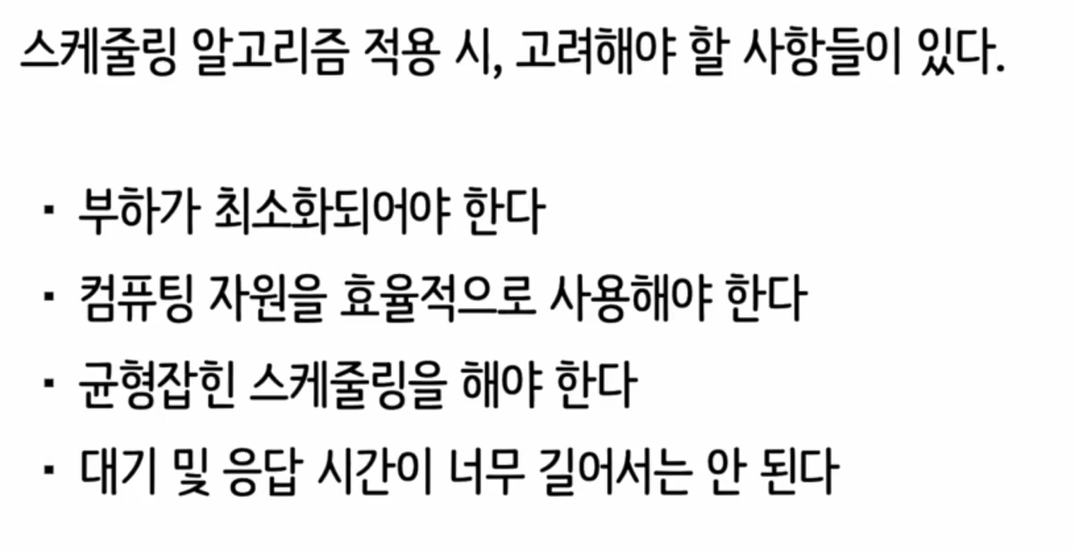 스케줄링 알고리즘 적용 시, 고려해야 할 사항들이 있다.
▪ 부하가 최소화되어야 한다
▪ 컴퓨팅 자원을 효율적으로 사용해야 한다
▪ 균형잡힌 스케줄링을 해야 한다
▪ 대기 및 응답 시간이 너무 길어서는 안 된다